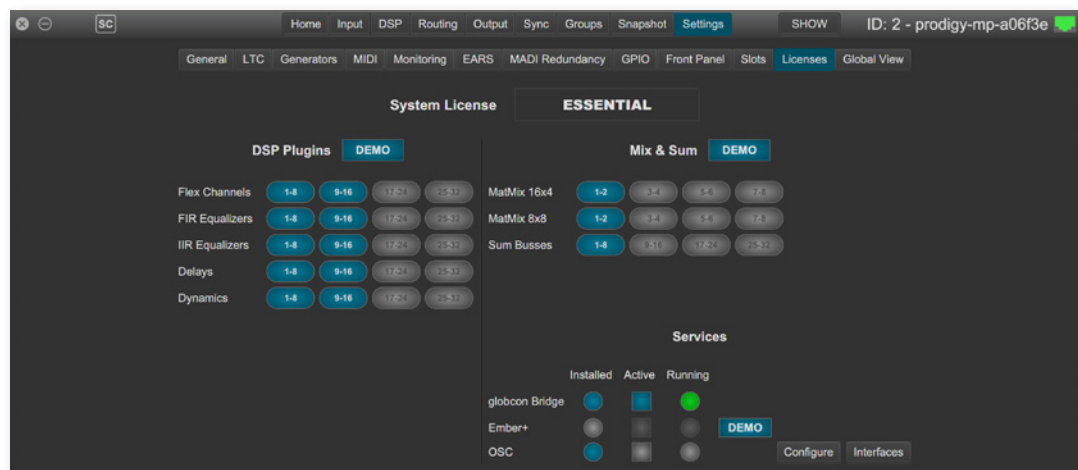 SC Home Input DSP Routing Output Sync Groups Snapshot Settings SHOW ID: 2 - prodigy-mp-a06f3e
General LTC Generators MIDI Monitoring EARS MADI Redundancy GPIO Front Panel Slots Licenses Global View
System License ESSENTIAL
DSP Plugins DEMO
Flex Channels 1-8 9-16 17-24 25-32
FIR Equalizers 1-8 9-16 17-24 25-32
IIR Equalizers 1-8 9-16 17-24 25-32
Delays 1-8 9-16 17-24 25-32
Dynamics 1-8 9-16 17-24 25-32
Mix & Sum DEMO
MatMix 16x4 1-2 3-4 5-6 7-8
MatMix 8x8 1-2 3-4 5-6 7-8
Sum Busses 1-8 9-16 17-24 25-32
Services
Installed Active Running
globcon Bridge
Ember+ DEMO
OSC Configure Interfaces